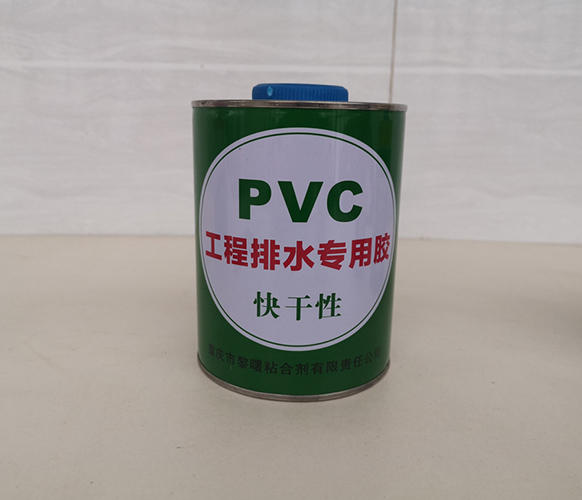 PVC
工程排水专用胶
快干性
重庆市黎曙粘合剂有限责任公司